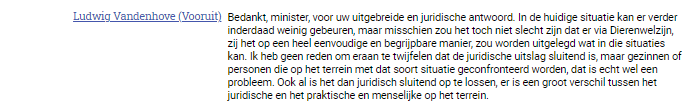 Ludwig Vandenhove (Vooruit) Bedankt, minister, voor uw uitgebreide en juridische antwoord. In de huidige situatie kan er verder
inderdaad weinig gebeuren, maar misschien zou het toch niet slecht zijn dat er via Dierenwelzijn,
zij het op een heel eenvoudige en begrijpbare manier, zou worden uitgelegd wat in die situaties
kan. Ik heb geen reden om eraan te twijfelen dat de juridische uitslag sluitend is, maar gezinnen of
personen die op het terrein met dat soort situatie geconfronteerd worden, dat is echt wel een
probleem. Ook al is het dan juridisch sluitend op te lossen, er is een groot verschil tussen het
juridische en het praktische en menselijke op het terrein.